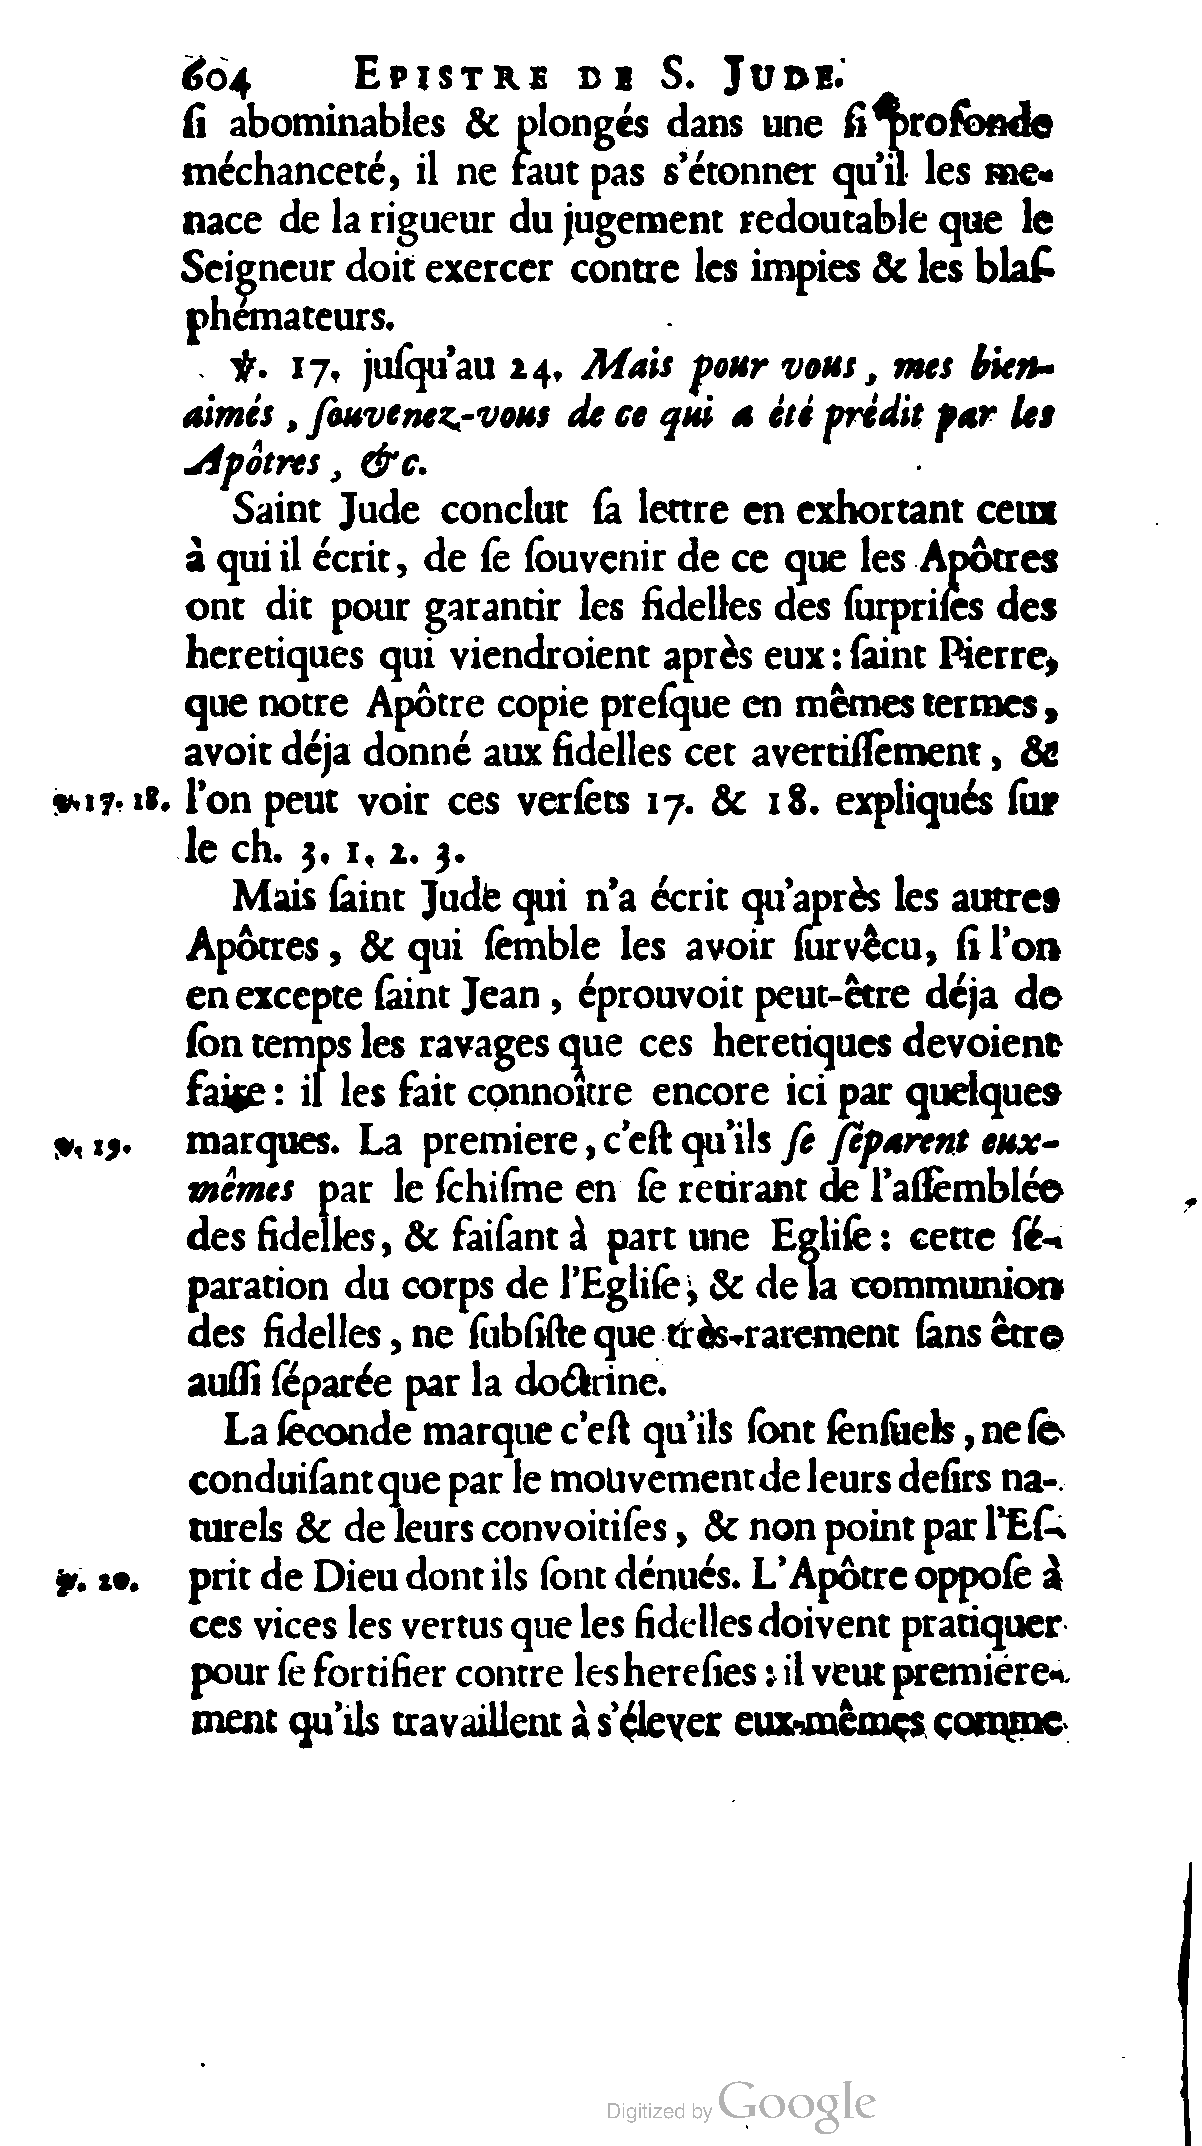 604 EPISTRE DE S. JUDE.
ſi abominables & plongés dans une ſi profonde
méchanceté, il ne faut pas s'étonner qu'il les me-
nace de la rigueur du jugement redoutable que le
Seigneur doit exercer contre les impies & les blaſ-
phémateurs.
℣. 17. juſqu'au 24. Mais pour vous, mes bien-
aimés, ſouvenez-vous de ce qui a été prédit par les
Apôtres, &c.
Saint Jude conclut ſa lettre en exhortant ceux
à qui il écrit, de ſe ſouvenir de ce que les Apôtres
ont dit pour garantir les fidelles des ſurpriſes des
heretiques qui viendroient après eux : ſaint Pierre,
que notre Apôtre copie preſque en mêmes termes,
avoit déja donné aux fidelles cet avertiſſement, &
℣. 17. 18. l'on peut voir ces verſets 17. & 18. expliqués ſur
le ch. 3. 1. 2. 3.
Mais ſaint Jude qui n'a écrit qu'après les autres
Apôtres, & qui ſemble les avoir ſurvêcu, ſi l'on
en excepte ſaint Jean, éprouvoit peut-être déja de
ſon temps les ravages que ces heretiques devoient
faire : il les fait connoître encore ici par quelques
℣. 19. marques. La premiere, c'eſt qu'ils ſe ſéparent eux-
mêmes par le ſchiſme en ſe retirant de l'aſſemblée
des fidelles, & faiſant à part une Egliſe : cette ſé-
paration du corps de l'Egliſe, & de la communion
des fidelles, ne ſubſiſte que très-rarement ſans être
auſſi ſéparée par la doctrine.
La ſeconde marque c'eſt qu'ils ſont ſenſuels, ne ſe
conduiſant que par le mouvement de leurs deſirs na-
turels & de leurs convoitiſes, & non point par l'Eſ-
℣. 20. prit de Dieu dont ils ſont dénués. L'Apôtre oppoſe à
ces vices les vertus que les fidelles doivent pratiquer
pour ſe fortifier contre les hereſies : il veut premiére-
ment qu'ils travaillent à s'élever eux-mêmes comme
Digitized by Google